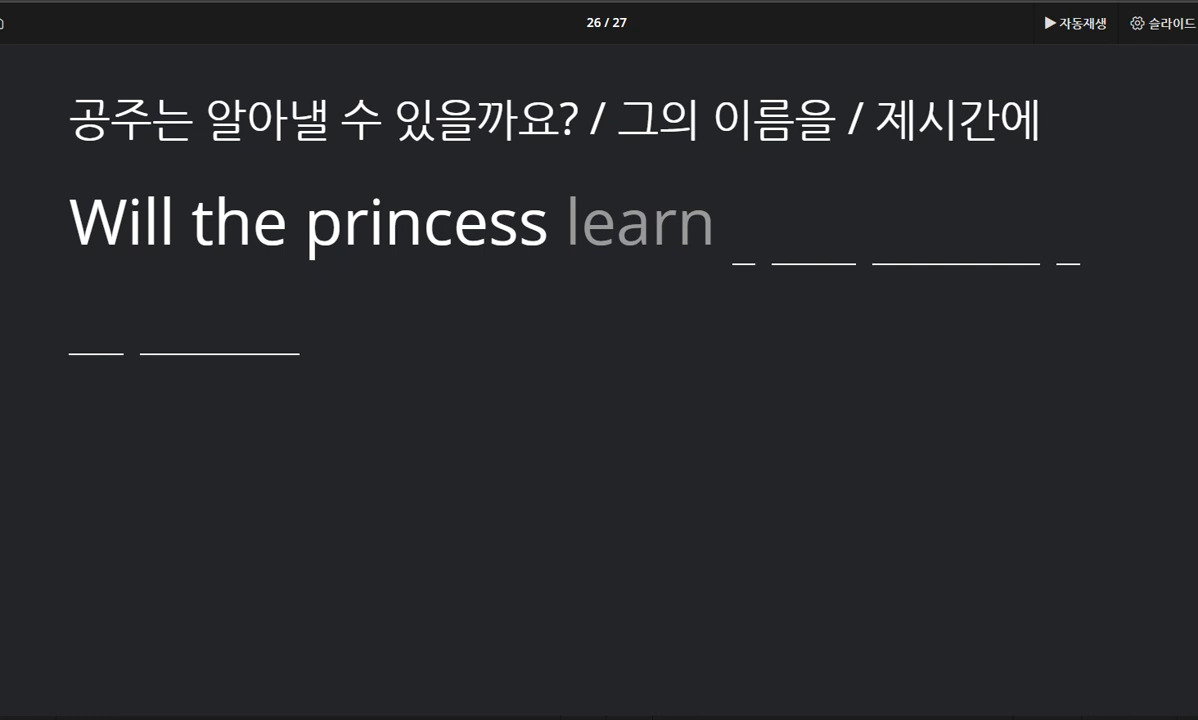 26 / 27
▶ 자동재생
슬라이드
공주는 알아낼 수 있을까요? / 그의 이름을 / 제시간에
Will the princess learn